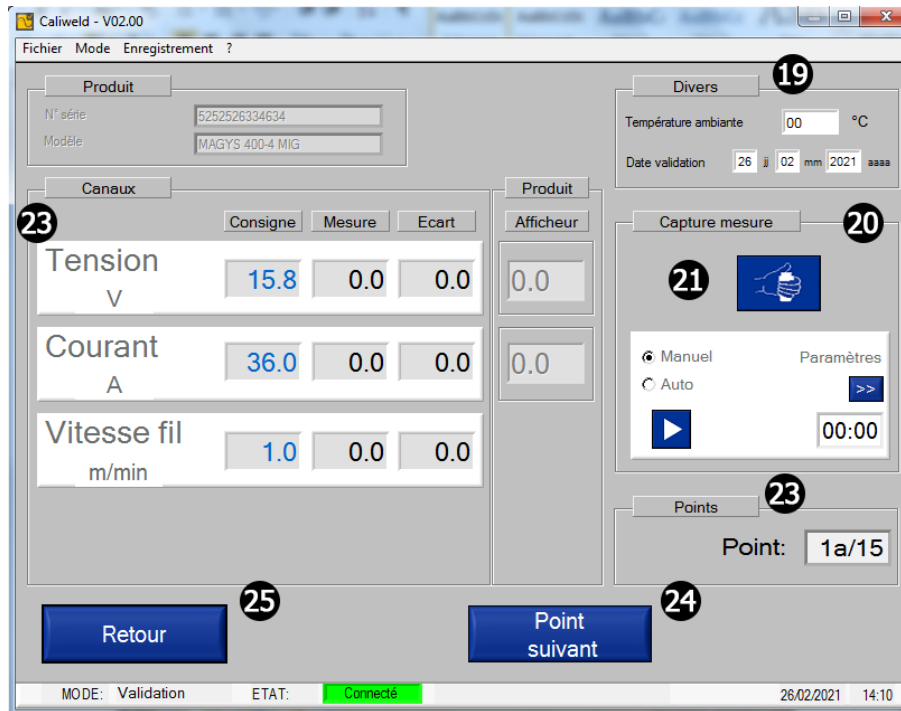 Caliweld - V02.00
Fichier Mode Enregistrement ?
Produit
N° série 5252526334634
Modèle MAGYS 400-4 MIG
19
Divers
Température ambiante 00 °C
Date validation 26 jj 02 mm 2021 aaaa
23
Canaux
Consigne Mesure Ecart
Tension
V
15.8 0.0 0.0
Courant
A
36.0 0.0 0.0
Vitesse fil
m/min
1.0 0.0 0.0
Produit
Afficheur
0.0
0.0
20
Capture mesure
21
Manuel Paramètres
Auto >>
00:00
23
Points
Point: 1a/15
25
Retour
24
Point
suivant
MODE: Validation ETAT: Connecté 26/02/2021 14:10